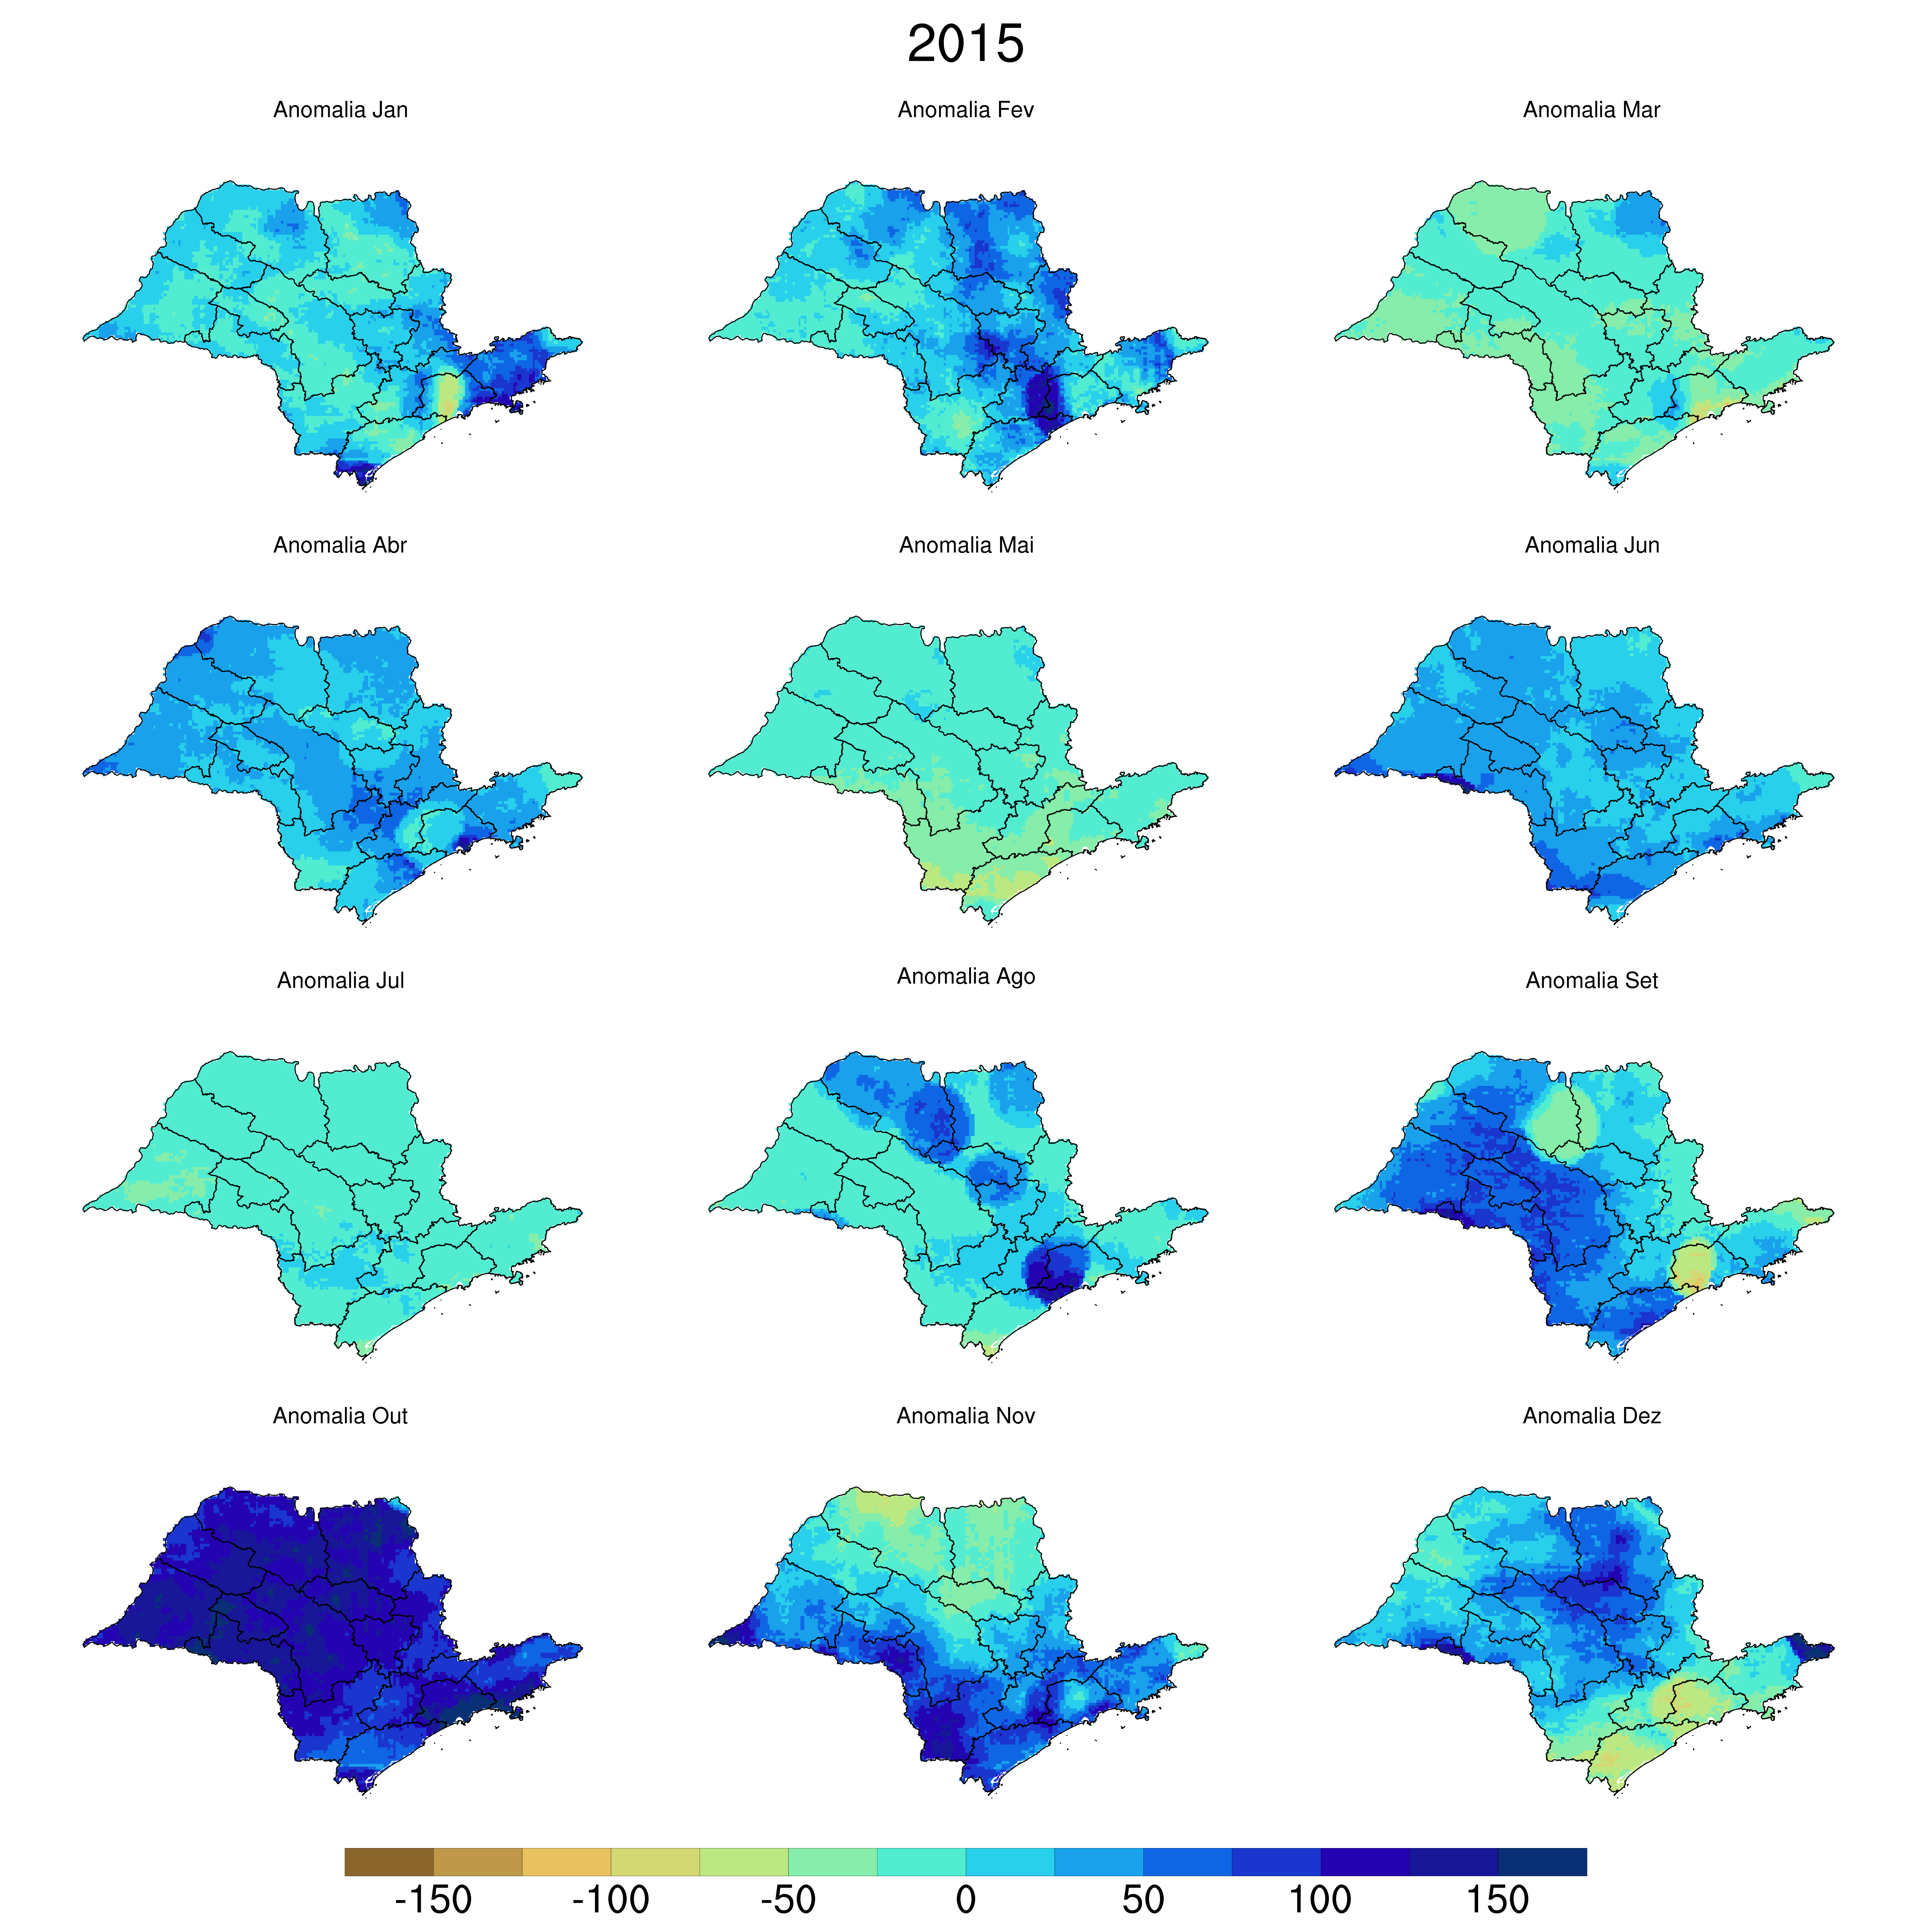 2015
Anomalia Jan
Anomalia Fev
Anomalia Mar
Anomalia Abr
Anomalia Mai
Anomalia Jun
Anomalia Jul
Anomalia Ago
Anomalia Set
Anomalia Out
Anomalia Nov
Anomalia Dez
-150 -100 -50 0 50 100 150